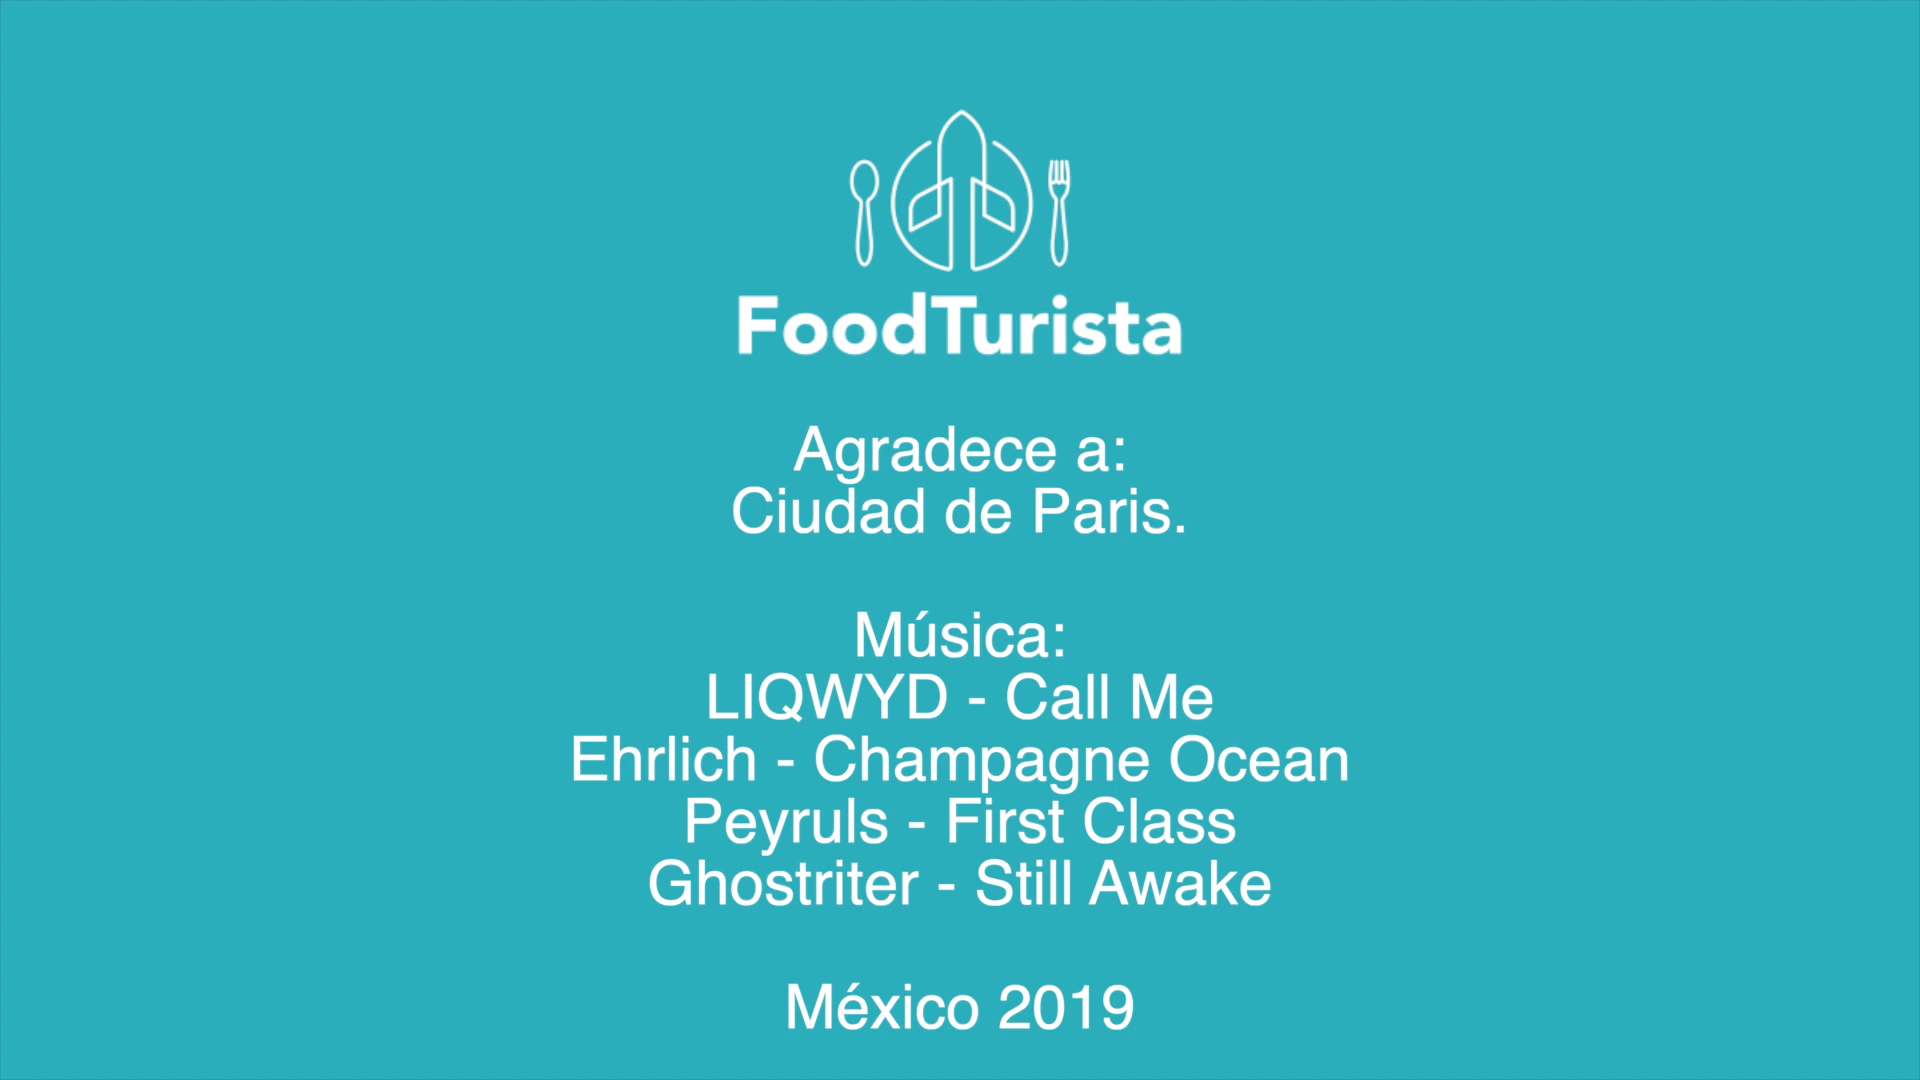 FoodTurista
Agradece a:
Ciudad de Paris.
Música:
LIQWYD - Call Me
Ehrlich - Champagne Ocean
Peyruls - First Class
Ghostriter - Still Awake
México 2019